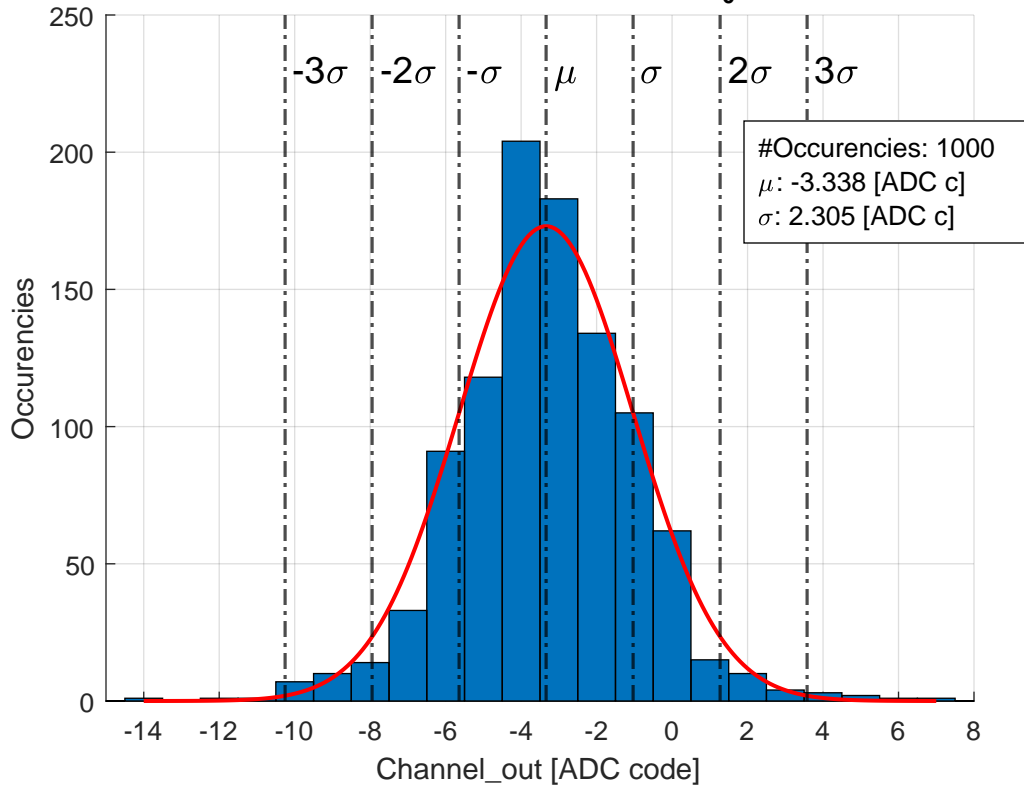 250
200
150
100
50
0
-3σ -2σ -σ μ σ 2σ 3σ
#Occurencies: 1000
μ: -3.338 [ADC c]
σ: 2.305 [ADC c]
Occurencies
-14 -12 -10 -8 -6 -4 -2 0 2 4 6 8
Channel_out [ADC code]